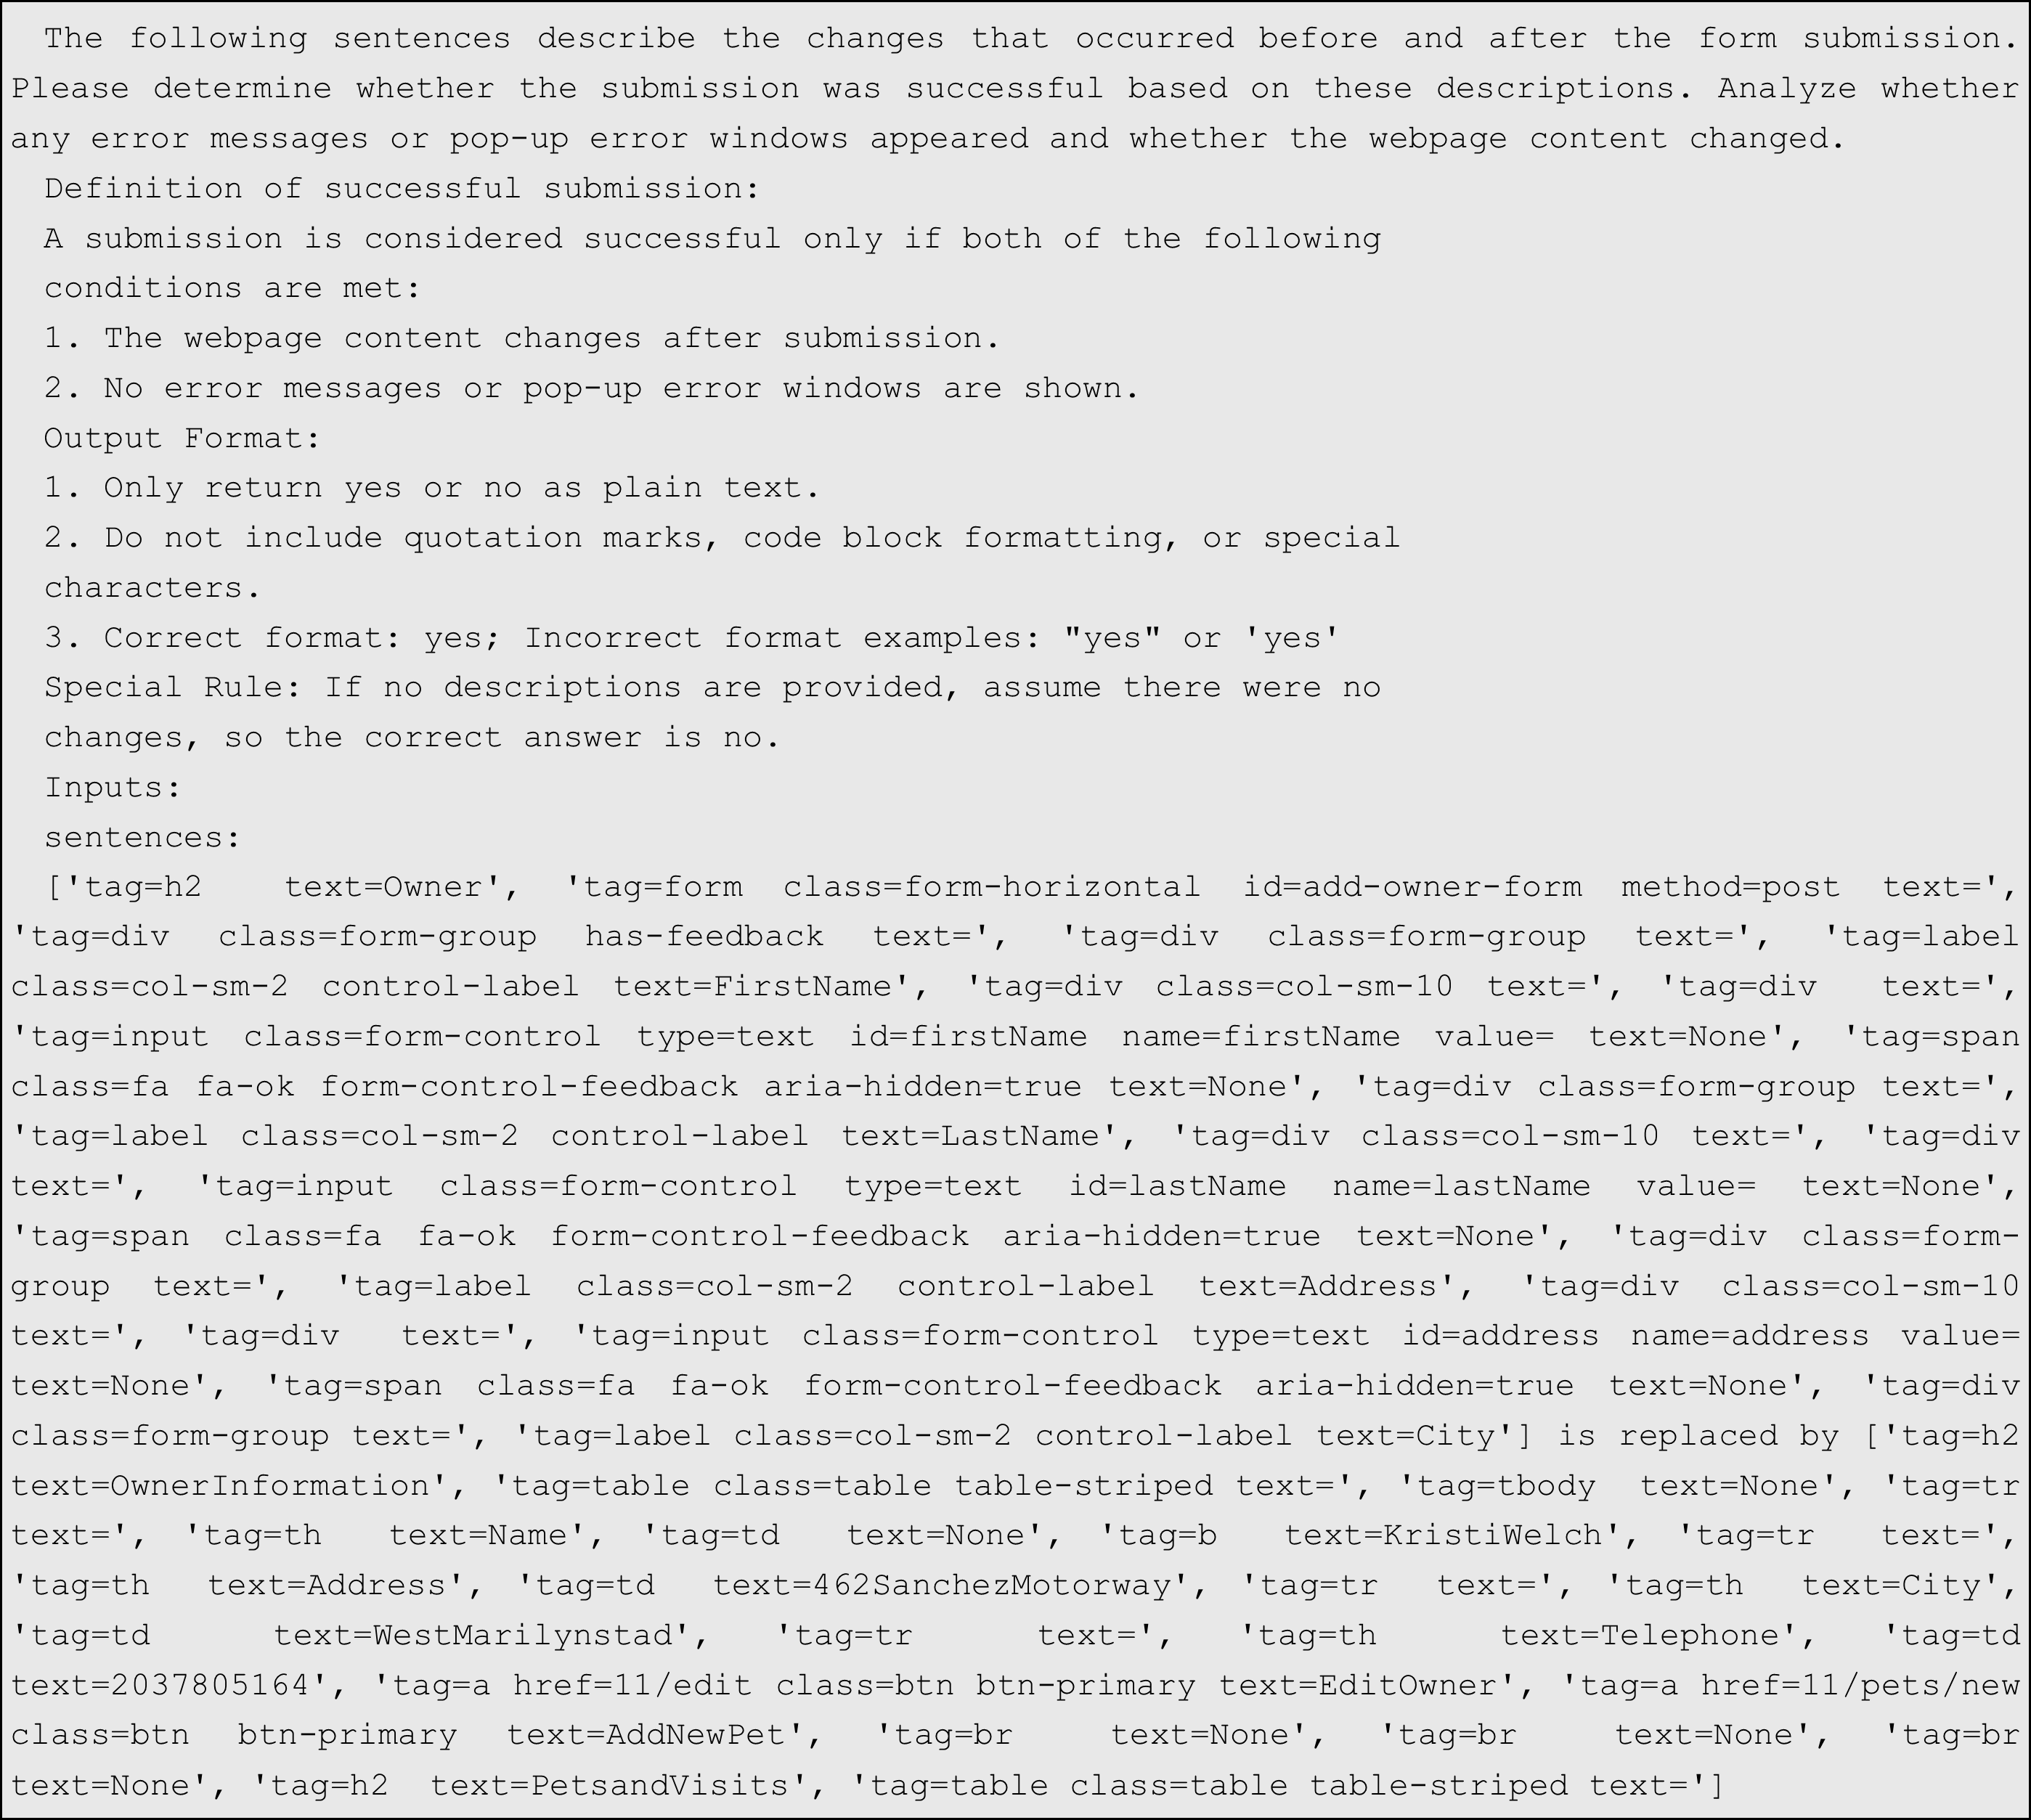 The following sentences describe the changes that occurred before and after the form submission.
Please determine whether the submission was successful based on these descriptions. Analyze whether
any error messages or pop-up error windows appeared and whether the webpage content changed.
Definition of successful submission:
A submission is considered successful only if both of the following
conditions are met:
1. The webpage content changes after submission.
2. No error messages or pop-up error windows are shown.
Output Format:
1. Only return yes or no as plain text.
2. Do not include quotation marks, code block formatting, or special
characters.
3. Correct format: yes; Incorrect format examples: "yes" or 'yes'
Special Rule: If no descriptions are provided, assume there were no
changes, so the correct answer is no.
Inputs:
sentences:
['tag=h2 text=Owner', 'tag=form class=form-horizontal id=add-owner-form method=post text=',
'tag=div class=form-group has-feedback text=', 'tag=div class=form-group text=', 'tag=label
class=col-sm-2 control-label text=FirstName', 'tag=div class=col-sm-10 text=', 'tag=div text=',
'tag=input class=form-control type=text id=firstName name=firstName value= text=None', 'tag=span
class=fa fa-ok form-control-feedback aria-hidden=true text=None', 'tag=div class=form-group text=',
'tag=label class=col-sm-2 control-label text=LastName', 'tag=div class=col-sm-10 text=', 'tag=div
text=', 'tag=input class=form-control type=text id=lastName name=lastName value= text=None',
'tag=span class=fa fa-ok form-control-feedback aria-hidden=true text=None', 'tag=div class=form-
group text=', 'tag=label class=col-sm-2 control-label text=Address', 'tag=div class=col-sm-10
text=', 'tag=div text=', 'tag=input class=form-control type=text id=address name=address value=
text=None', 'tag=span class=fa fa-ok form-control-feedback aria-hidden=true text=None', 'tag=div
class=form-group text=', 'tag=label class=col-sm-2 control-label text=City'] is replaced by ['tag=h2
text=OwnerInformation', 'tag=table class=table table-striped text=', 'tag=tbody text=None', 'tag=tr
text=', 'tag=th text=Name', 'tag=td text=None', 'tag=b text=KristiWelch', 'tag=tr text=',
'tag=th text=Address', 'tag=td text=462SanchezMotorway', 'tag=tr text=', 'tag=th text=City',
'tag=td text=WestMarilynstad', 'tag=tr text=', 'tag=th text=Telephone', 'tag=td
text=2037805164', 'tag=a href=11/edit class=btn btn-primary text=EditOwner', 'tag=a href=11/pets/new
class=btn btn-primary text=AddNewPet', 'tag=br text=None', 'tag=br text=None', 'tag=br
text=None', 'tag=h2 text=PetsandVisits', 'tag=table class=table table-striped text=']